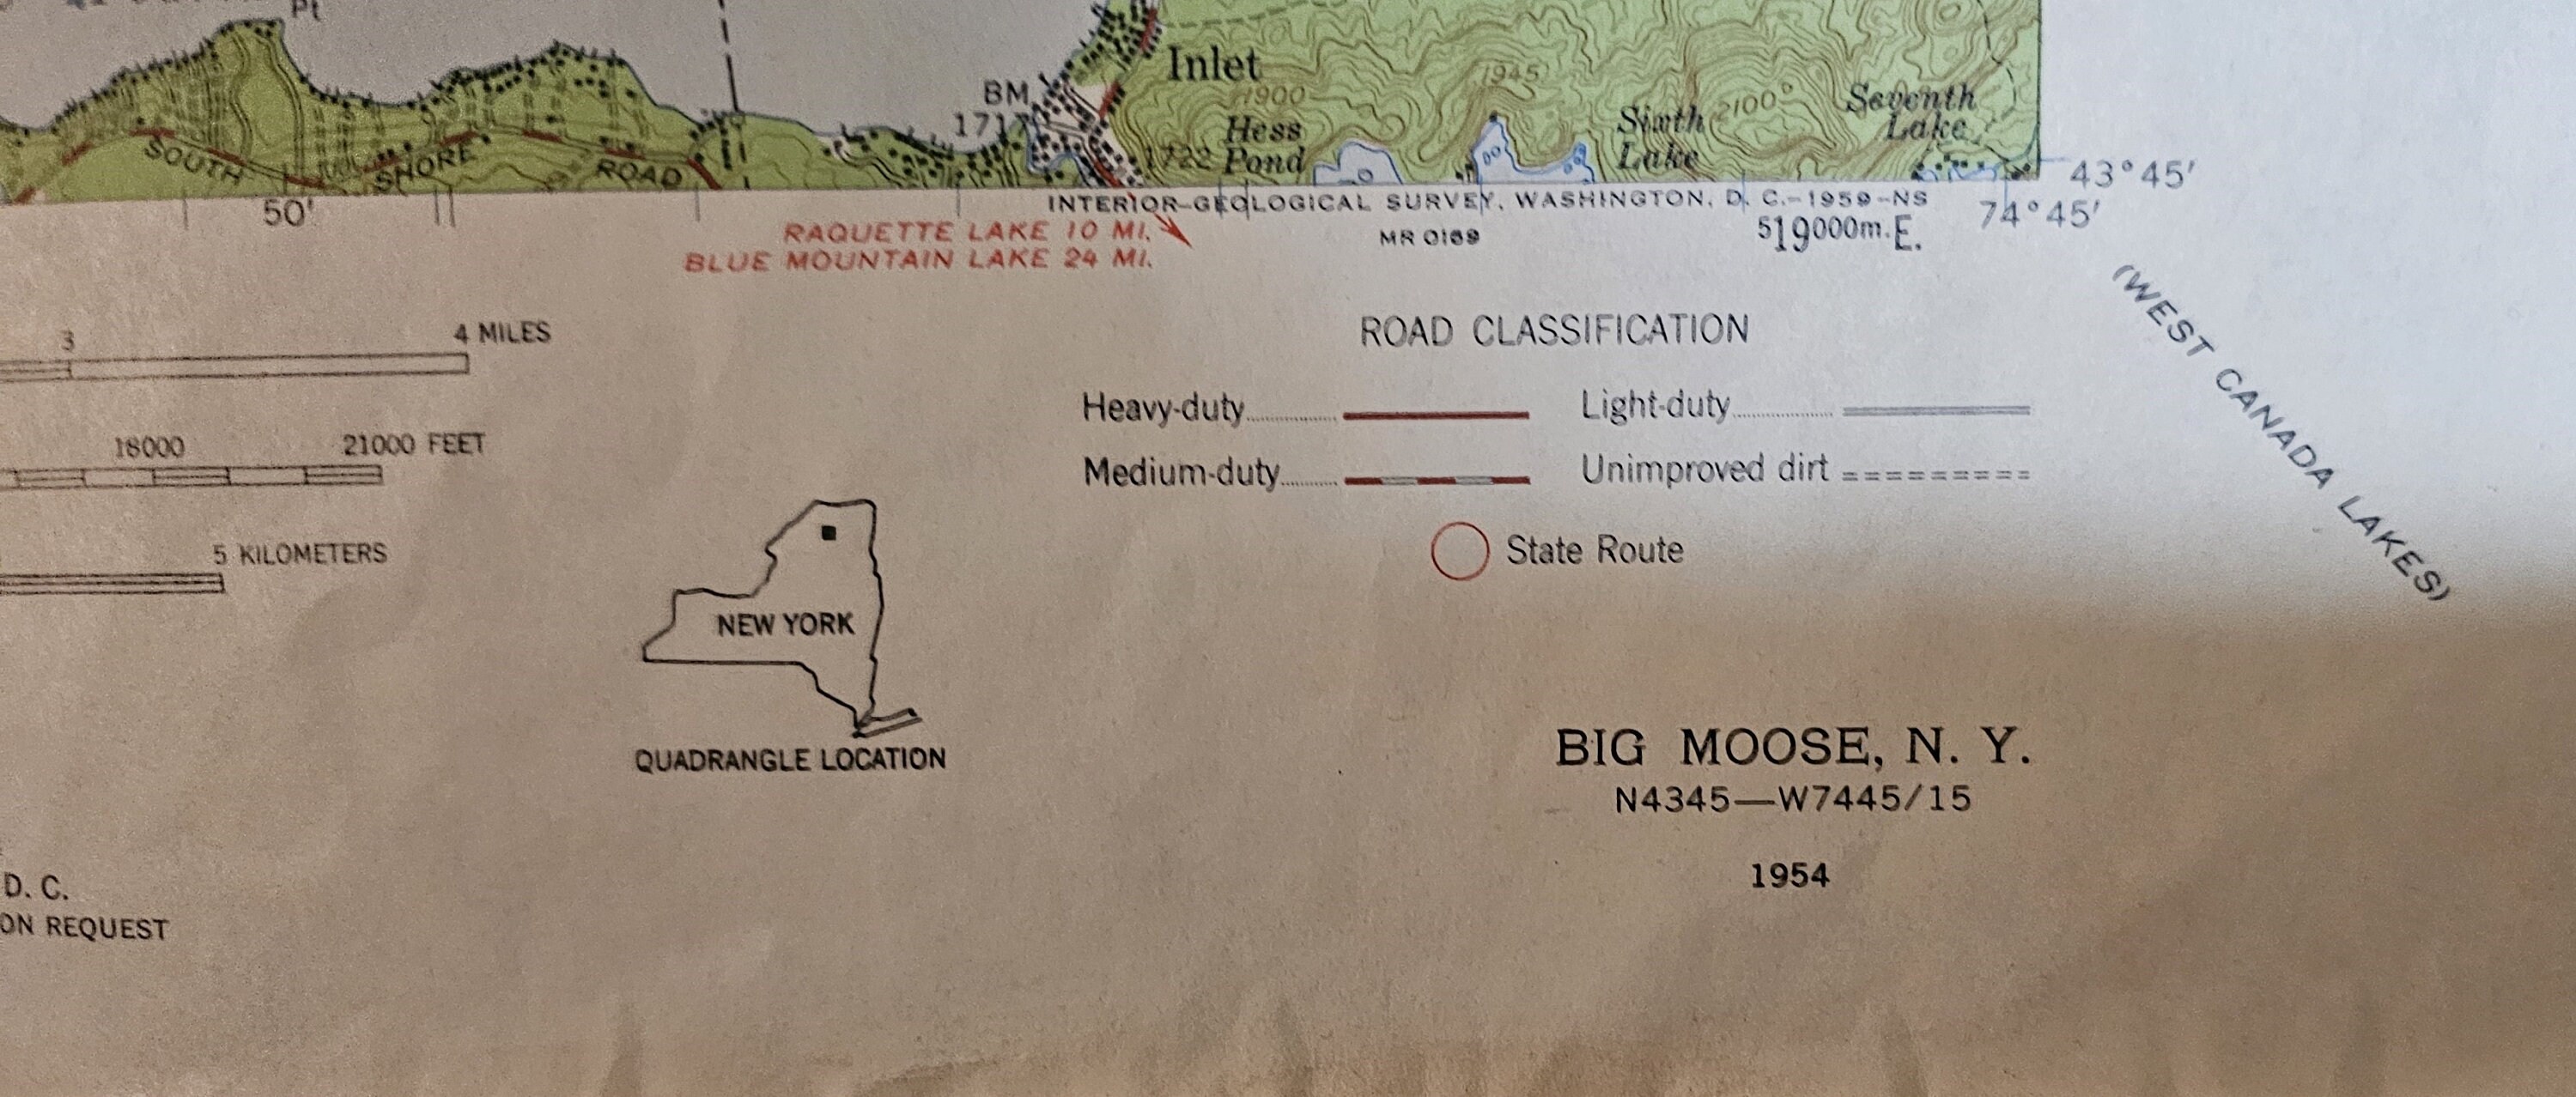 Pt
Inlet
BM
1717
1900
1945
2100
1722
Hess
Pond
Sixth
Lake
Seventh
Lake
SOUTH SHORE ROAD
43°45'
50'
INTERIOR-GEOLOGICAL SURVEY, WASHINGTON, D. C.-1959-NS
74°45'
RAQUETTE LAKE 10 MI.
BLUE MOUNTAIN LAKE 24 MI.
MR 0169
519000m.E.
(WEST CANADA LAKES)
3 4 MILES
18000 21000 FEET
5 KILOMETERS
ROAD CLASSIFICATION
Heavy-duty Light-duty
Medium-duty Unimproved dirt
State Route
NEW YORK
QUADRANGLE LOCATION
BIG MOOSE, N. Y.
N4345—W7445/15
1954
D. C.
ON REQUEST